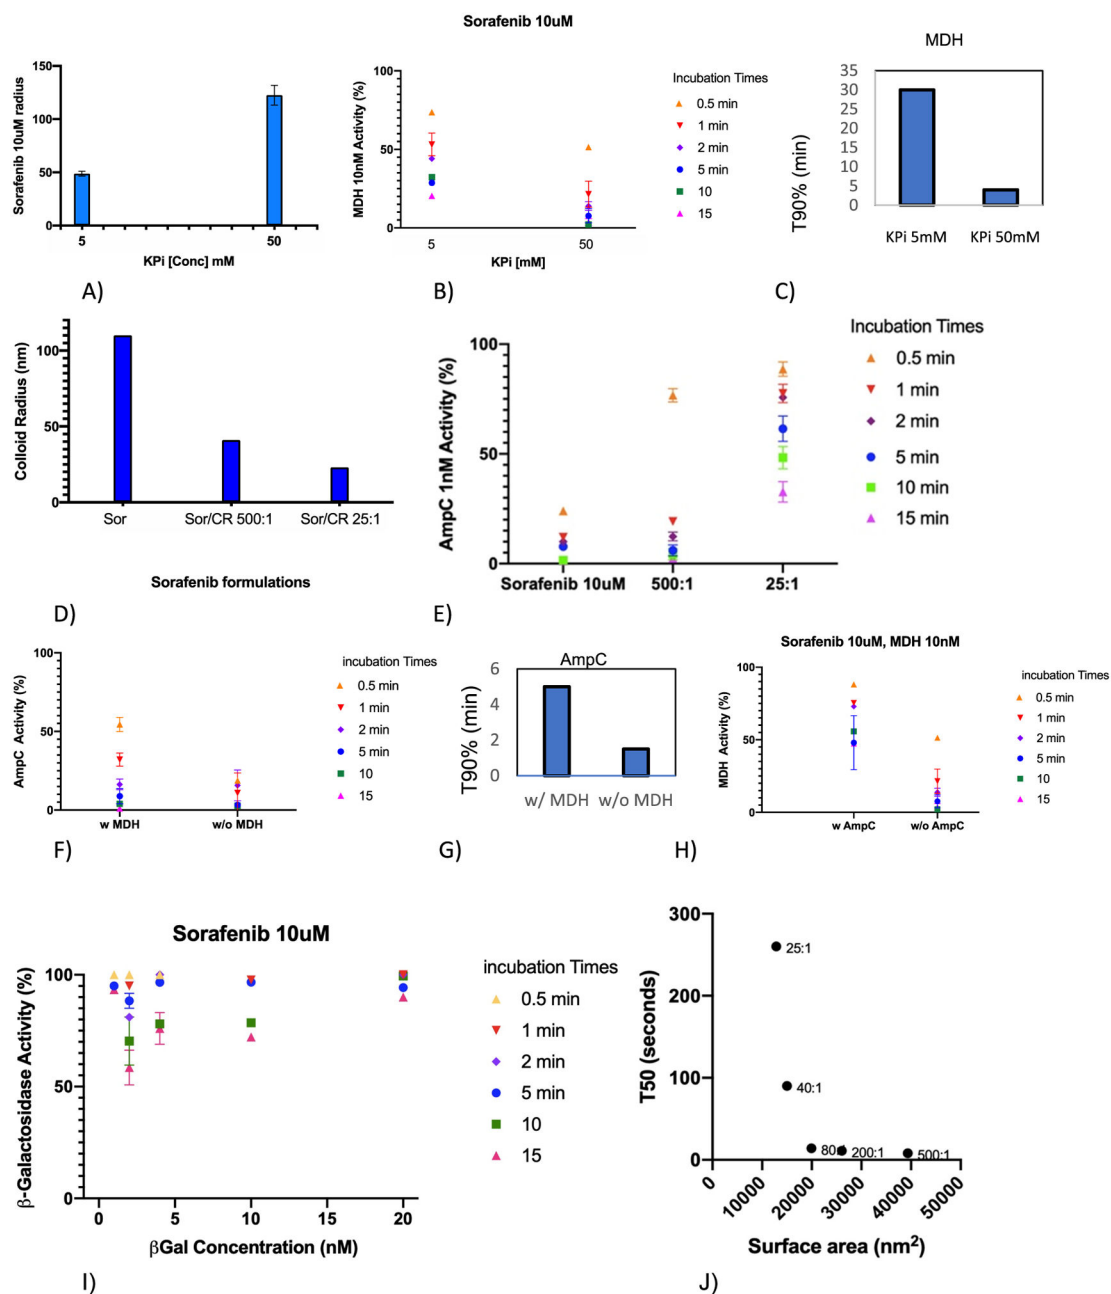 Sorafenib 10uM
Sorafenib 10uM radius
150
100
50
0
5
50
KPi [Conc] mM
A)
MDH 10nM Activity (%)
100
50
0
5
50
KPi [mM]
Incubation Times
0.5 min
1 min
2 min
5 min
10
15
B)
MDH
T90% (min)
35
30
25
20
15
10
5
0
KPi 5mM
KPi 50mM
C)
Colloid Radius (nm)
100
50
0
Sor
Sor/CR 500:1
Sor/CR 25:1
Sorafenib formulations
D)
AmpC 1nM Activity (%)
100
50
0
Sorafenib 10uM
500:1
25:1
Incubation Times
0.5 min
1 min
2 min
5 min
10 min
15 min
E)
AmpC Activity (%)
100
50
0
w MDH
w/o MDH
incubation Times
0.5 min
1 min
2 min
5 min
10
15
F)
AmpC
T90% (min)
6
4
2
0
w/ MDH
w/o MDH
G)
Sorafenib 10uM, MDH 10nM
MDH Activity (%)
100
50
0
w AmpC
w/o AmpC
incubation Times
0.5 min
1 min
2 min
5 min
10
15
H)
Sorafenib 10uM
β-Galactosidase Activity (%)
100
50
0
0
5
10
15
20
βGal Concentration (nM)
incubation Times
0.5 min
1 min
2 min
5 min
10
15
I)
T50 (seconds)
300
200
100
0
25:1
40:1
80:1
200:1
500:1
0
10000
20000
30000
40000
50000
Surface area (nm²)
J)